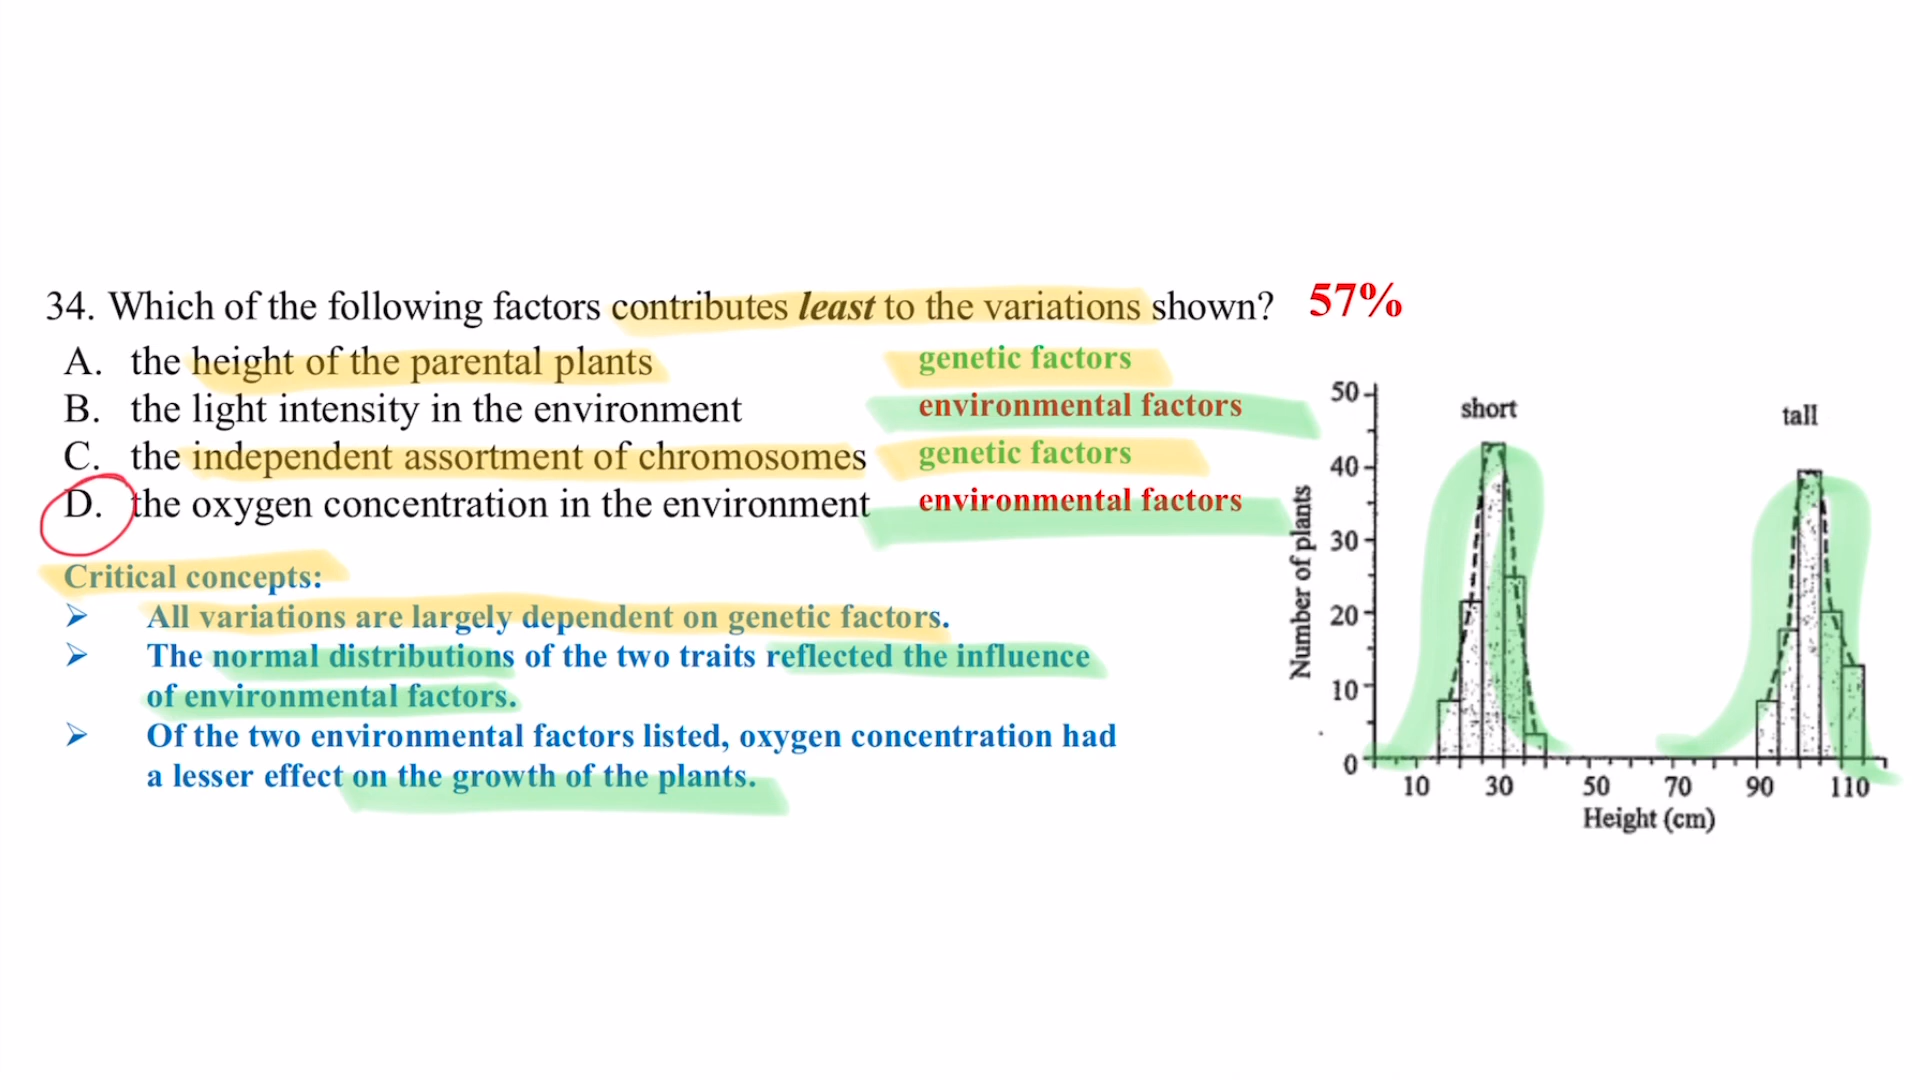 34. Which of the following factors contributes least to the variations shown? 57%
A. the height of the parental plants genetic factors
B. the light intensity in the environment environmental factors
C. the independent assortment of chromosomes genetic factors
D. the oxygen concentration in the environment environmental factors
Critical concepts:
➢ All variations are largely dependent on genetic factors.
➢ The normal distributions of the two traits reflected the influence
of environmental factors.
➢ Of the two environmental factors listed, oxygen concentration had
a lesser effect on the growth of the plants.
short tall
Number of plants
50
40
30
20
10
0
10 30 50 70 90 110
Height (cm)